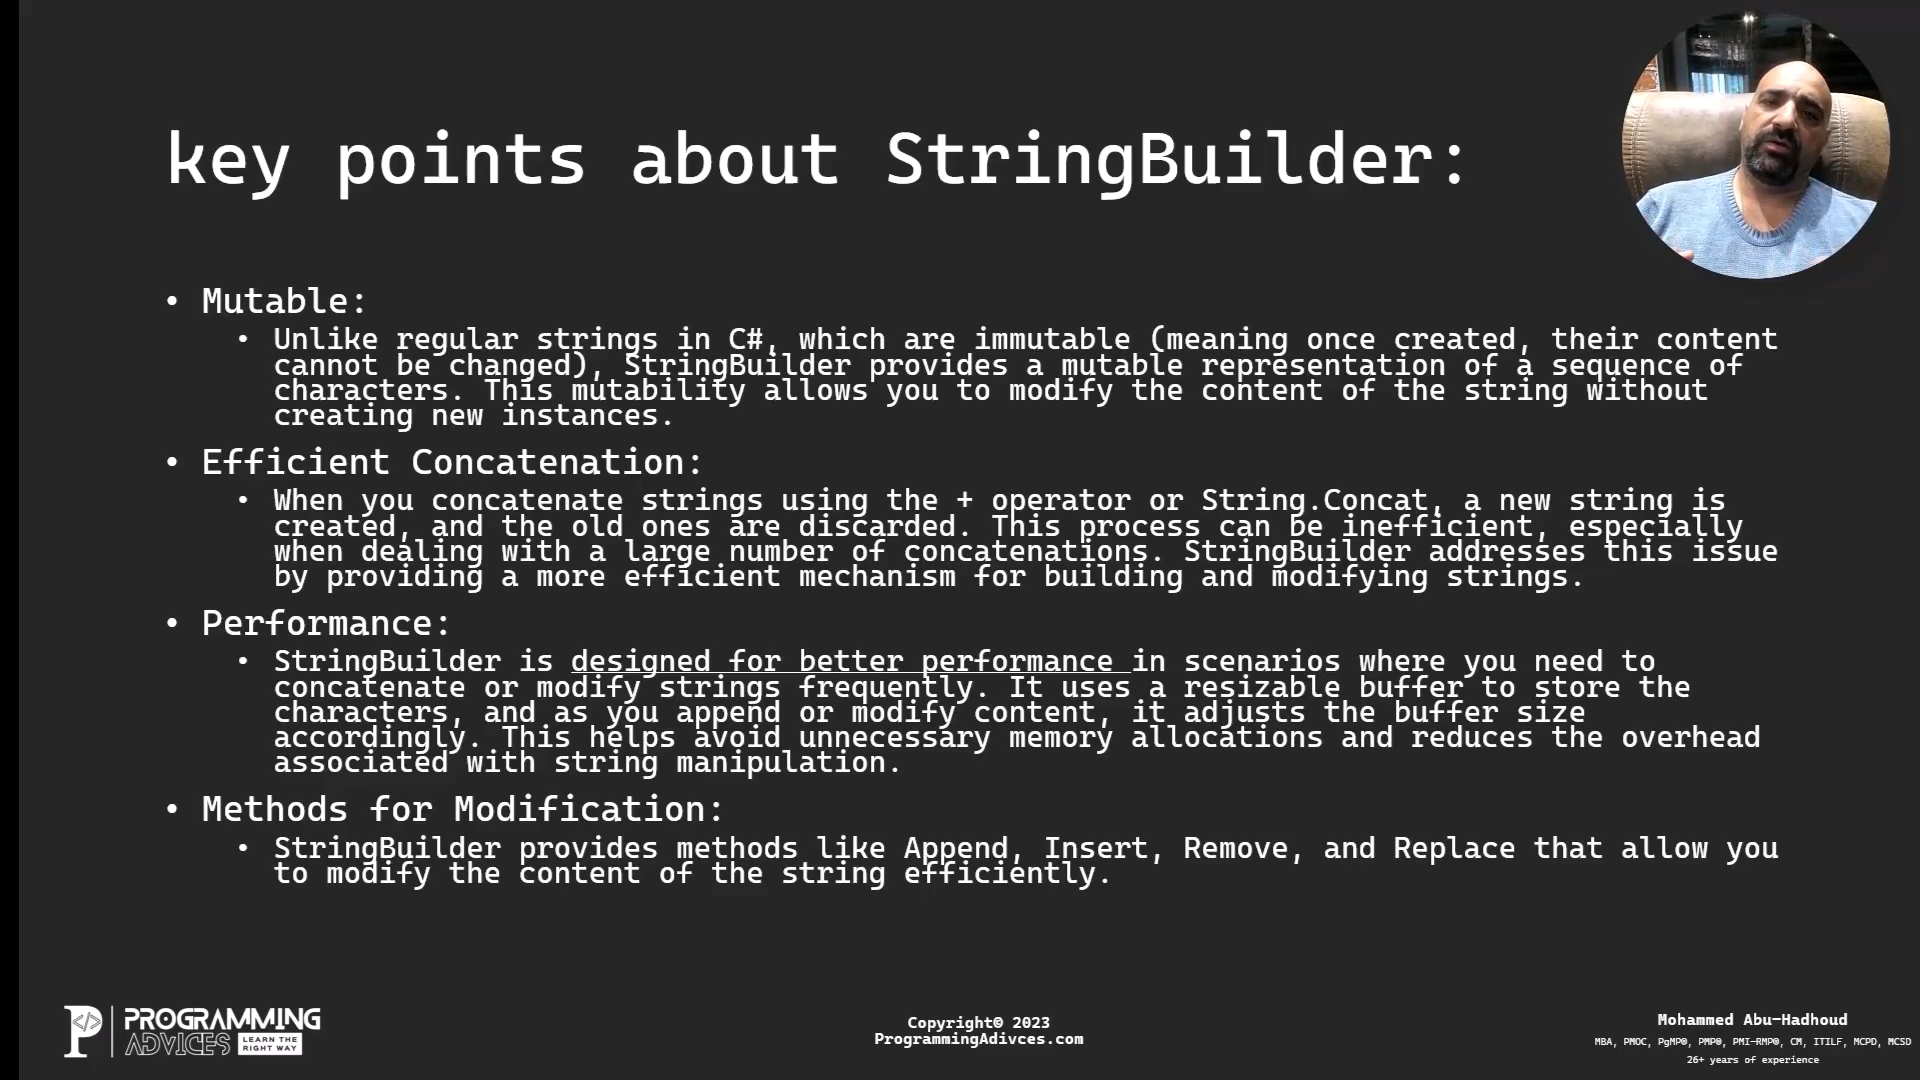 key points about StringBuilder:
• Mutable:
• Unlike regular strings in C#, which are immutable (meaning once created, their content
cannot be changed), StringBuilder provides a mutable representation of a sequence of
characters. This mutability allows you to modify the content of the string without
creating new instances.
• Efficient Concatenation:
• When you concatenate strings using the + operator or String.Concat, a new string is
created, and the old ones are discarded. This process can be inefficient, especially
when dealing with a large number of concatenations. StringBuilder addresses this issue
by providing a more efficient mechanism for building and modifying strings.
• Performance:
• StringBuilder is designed for better performance in scenarios where you need to
concatenate or modify strings frequently. It uses a resizable buffer to store the
characters, and as you append or modify content, it adjusts the buffer size
accordingly. This helps avoid unnecessary memory allocations and reduces the overhead
associated with string manipulation.
• Methods for Modification:
• StringBuilder provides methods like Append, Insert, Remove, and Replace that allow you
to modify the content of the string efficiently.
P </> PROGRAMMING
ADVICES LEARN THE
RIGHT WAY
Copyright© 2023
ProgrammingAdivces.com
Mohammed Abu-Hadhoud
MBA, PMOC, PgMP®, PMP®, PMI-RMP®, CM, ITILF, MCPD, MCSD
26+ years of experience